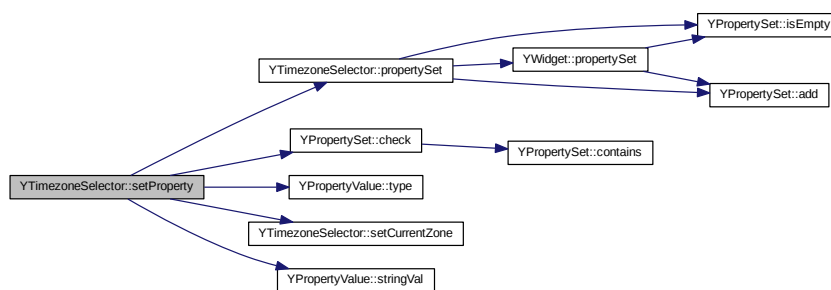 YPropertySet::isEmpty
YWidget::propertySet
YTimezoneSelector::propertySet
YPropertySet::add
YPropertySet::check
YPropertySet::contains
YTimezoneSelector::setProperty
YPropertyValue::type
YTimezoneSelector::setCurrentZone
YPropertyValue::stringVal